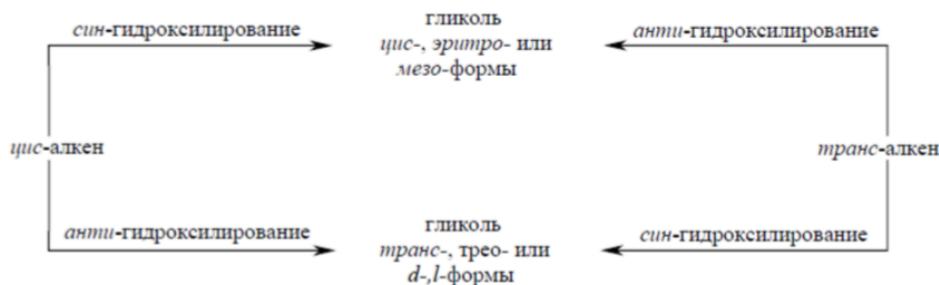 син-гидроксилирование
гликоль
цис-, эритро- или
мезо-формы
анти-гидроксилирование
цис-алкен
транс-алкен
анти-гидроксилирование
гликоль
транс-, трео- или
d-,l-формы
син-гидроксилирование